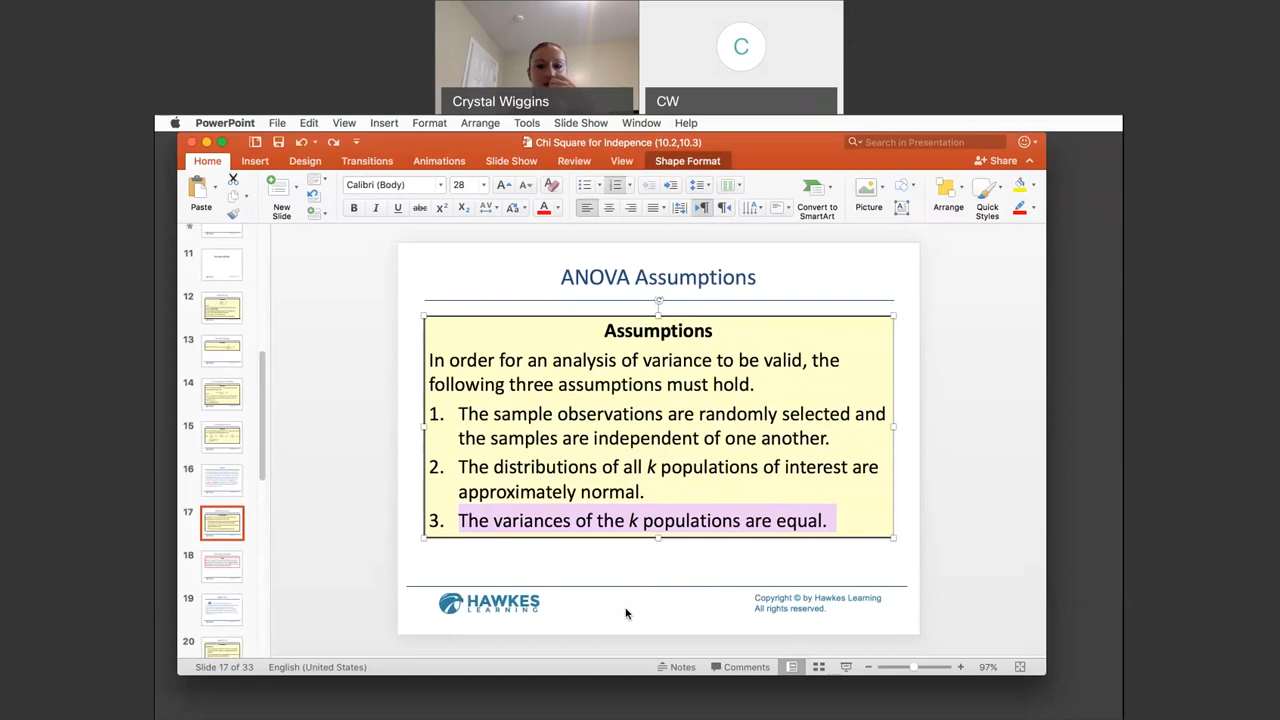 C
Crystal Wiggins
CW
PowerPoint File Edit View Insert Format Arrange Tools Slide Show Window Help
Chi Square for Indepence (10.2,10.3)
Search in Presentation
Home Insert Design Transitions Animations Slide Show Review View Shape Format
Share
Calibri (Body) 28
Paste New Slide
B I U abc X² X₂ AV Aa A
Convert to SmartArt
Picture Arrange Quick Styles
11
12
13
14
15
16
17
18
19
20
ANOVA Assumptions
Assumptions
In order for an analysis of variance to be valid, the
following three assumptions must hold.
1. The sample observations are randomly selected and
the samples are independent of one another.
2. The distributions of all k populations of interest are
approximately normal.
3. The variances of the populations are equal.
HAWKES
LEARNING
Copyright © by Hawkes Learning
All rights reserved.
Slide 17 of 33 English (United States) Notes Comments 97%